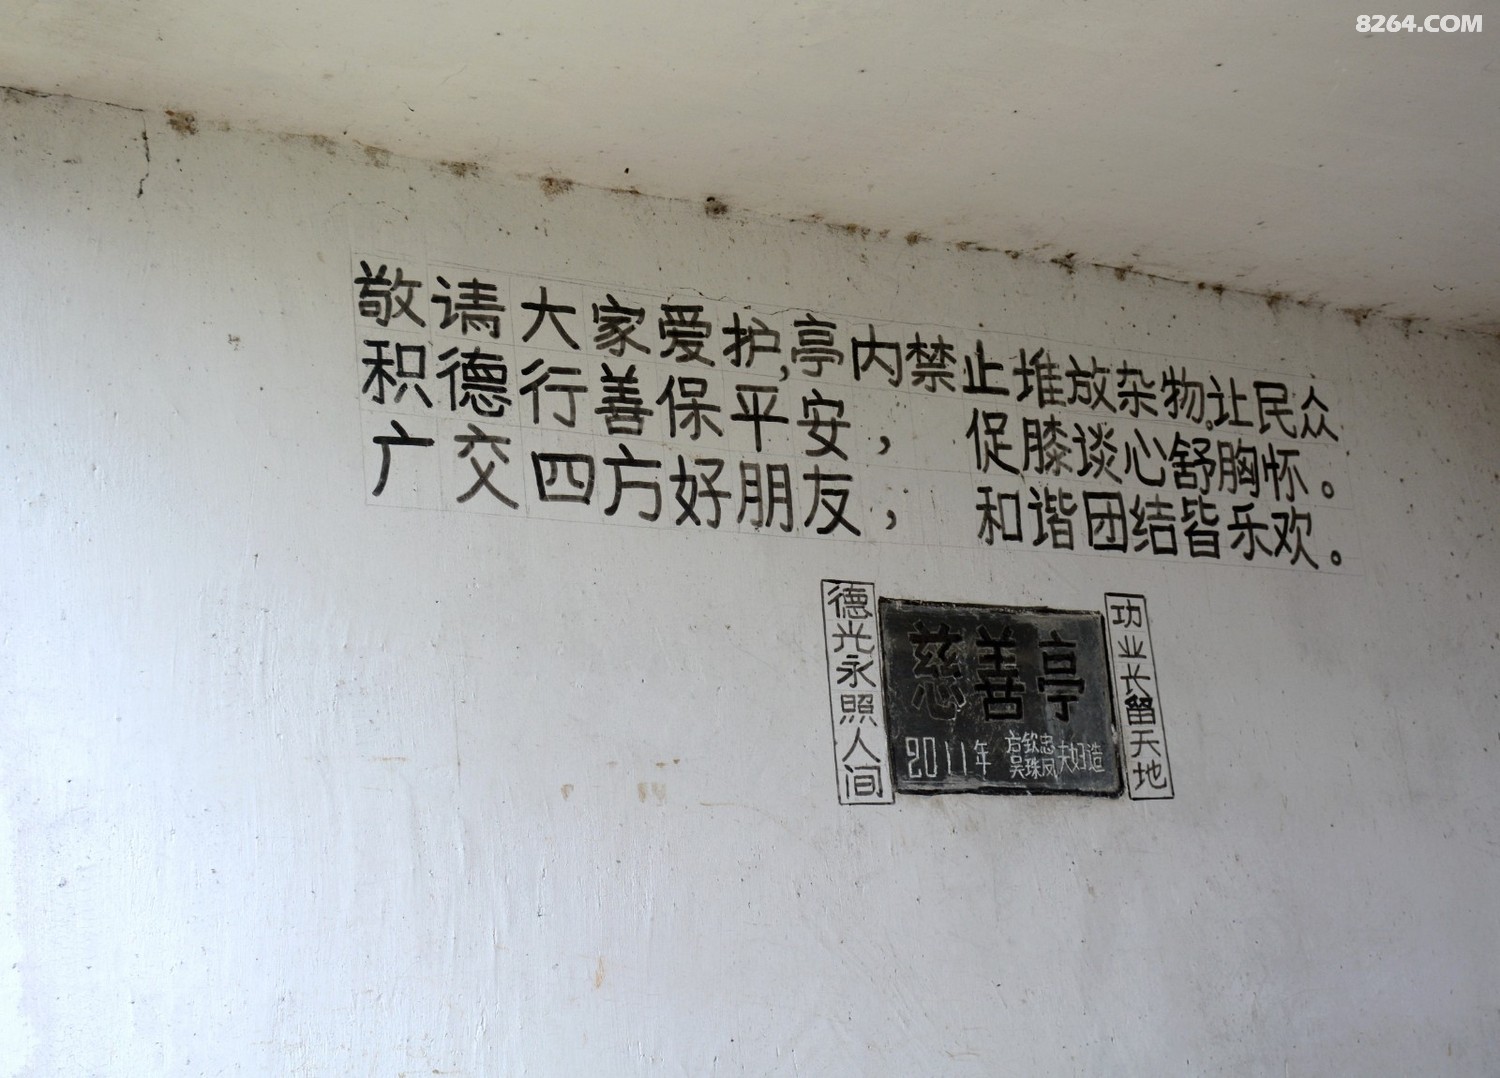 8264.COM
敬请大家爱护,亭内禁止堆放杂物。让民众
积德行善保平安，促膝谈心舒胸怀。
广交四方好朋友，和谐团结皆乐欢。
德光永照人间
慈善亭
2011年 方钦忠 吴珠凤 夫妇造
功业长留天地